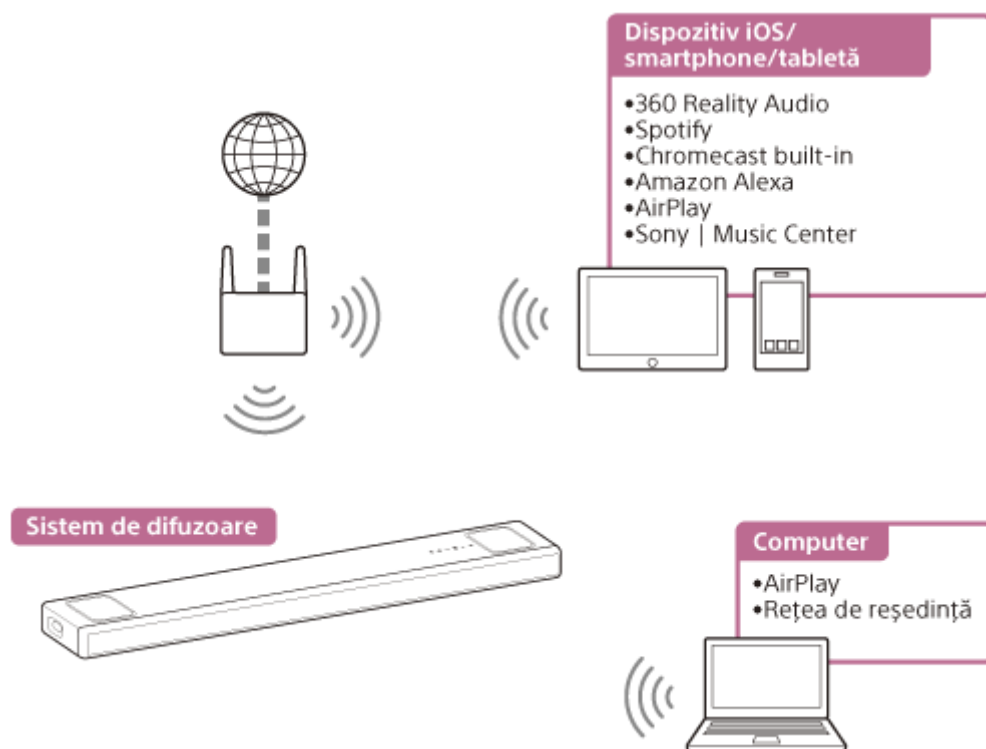 Dispozitiv iOS/
smartphone/tabletă
•360 Reality Audio
•Spotify
•Chromecast built-in
•Amazon Alexa
•AirPlay
•Sony | Music Center
Sistem de difuzoare
Computer
•AirPlay
•Rețea de reședință